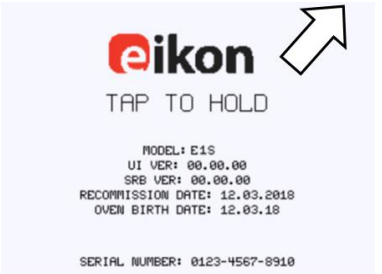 eikon
TAP TO HOLD
MODEL: E1S
UI VER: 00.00.00
SRB VER: 00.00.00
RECOMMISSION DATE: 12.03.2018
OVEN BIRTH DATE: 12.03.18
SERIAL NUMBER: 0123-4567-8910